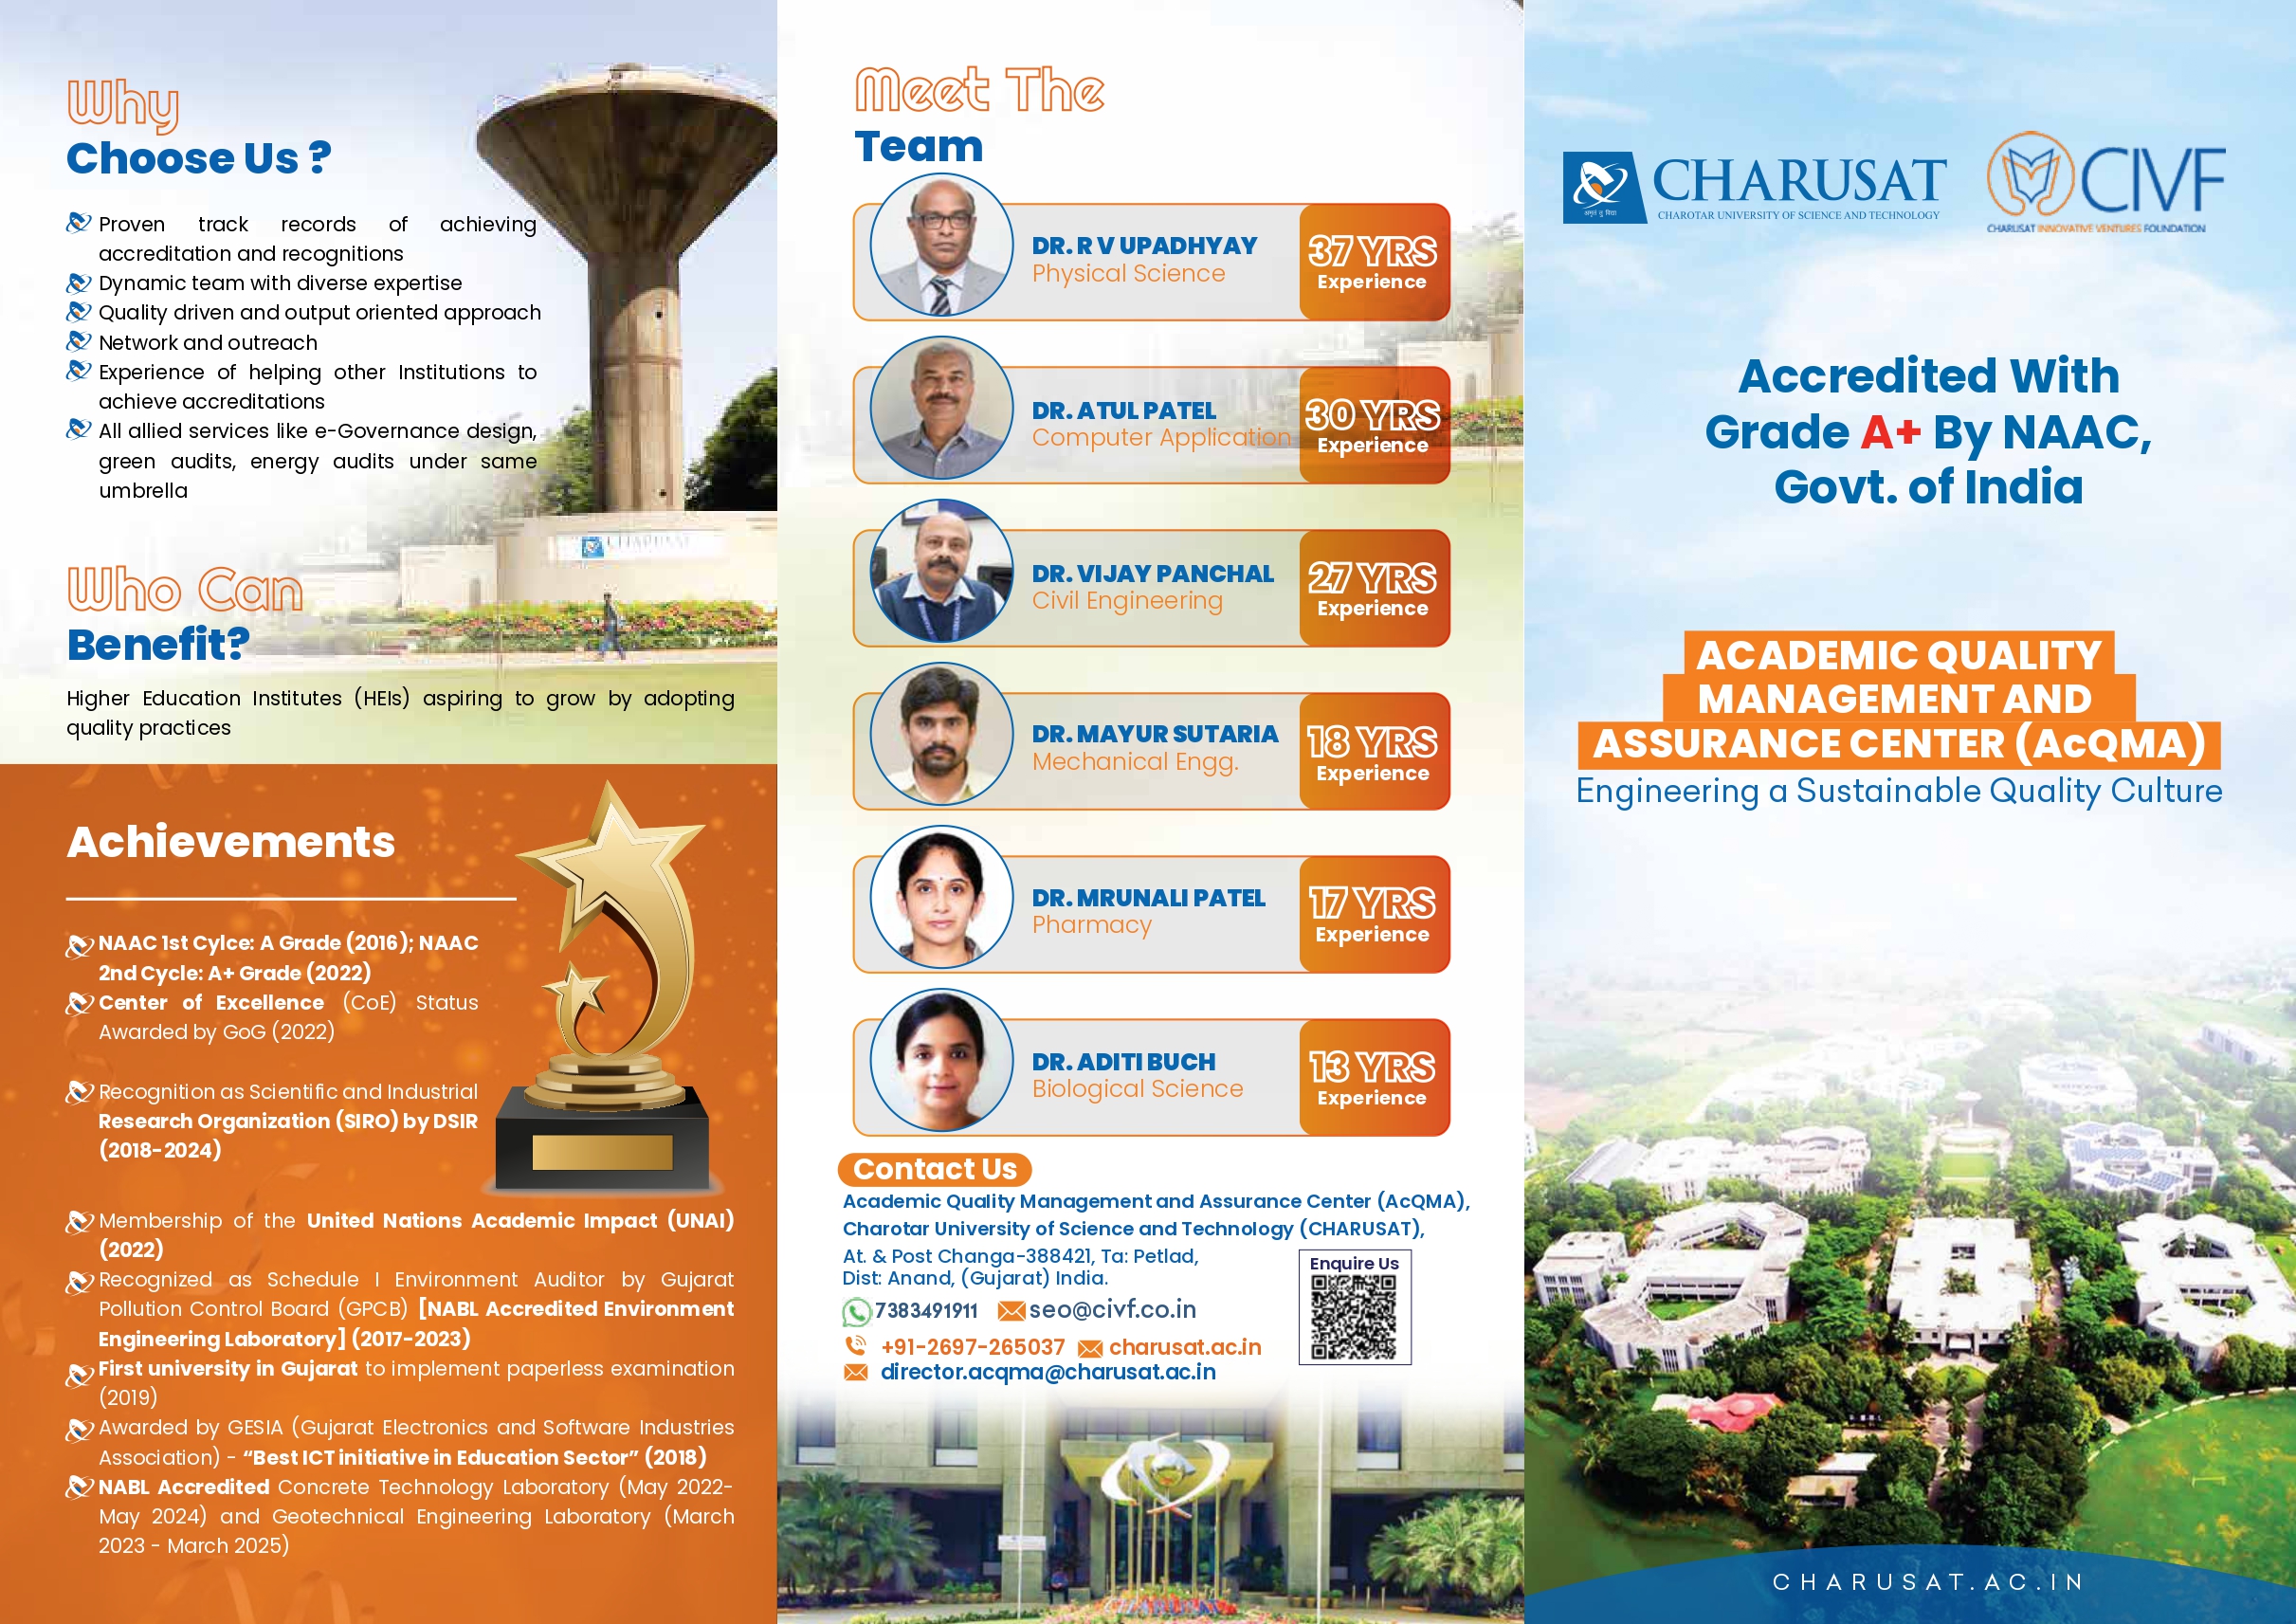 Why
Choose Us ?
Proven track records of achieving
accreditation and recognitions
Dynamic team with diverse expertise
Quality driven and output oriented approach
Network and outreach
Experience of helping other Institutions to
achieve accreditations
All allied services like e-Governance design,
green audits, energy audits under same
umbrella
CHARUSAT
Who Can
Benefit?
Higher Education Institutes (HEIs) aspiring to grow by adopting
quality practices
Achievements
NAAC 1st Cylce: A Grade (2016); NAAC
2nd Cycle: A+ Grade (2022)
Center of Excellence (CoE) Status
Awarded by GoG (2022)
Recognition as Scientific and Industrial
Research Organization (SIRO) by DSIR
(2018-2024)
Membership of the United Nations Academic Impact (UNAI)
(2022)
Recognized as Schedule I Environment Auditor by Gujarat
Pollution Control Board (GPCB) [NABL Accredited Environment
Engineering Laboratory] (2017-2023)
First university in Gujarat to implement paperless examination
(2019)
Awarded by GESIA (Gujarat Electronics and Software Industries
Association) - “Best ICT initiative in Education Sector” (2018)
NABL Accredited Concrete Technology Laboratory (May 2022-
May 2024) and Geotechnical Engineering Laboratory (March
2023 - March 2025)
Meet The
Team
DR. R V UPADHYAY
Physical Science
37 YRS
Experience
DR. ATUL PATEL
Computer Application
30 YRS
Experience
DR. VIJAY PANCHAL
Civil Engineering
27 YRS
Experience
DR. MAYUR SUTARIA
Mechanical Engg.
18 YRS
Experience
DR. MRUNALI PATEL
Pharmacy
17 YRS
Experience
DR. ADITI BUCH
Biological Science
13 YRS
Experience
Contact Us
Academic Quality Management and Assurance Center (AcQMA),
Charotar University of Science and Technology (CHARUSAT),
At. & Post Changa-388421, Ta: Petlad,
Dist: Anand, (Gujarat) India.
Enquire Us
7383491911 seo@civf.co.in
+91-2697-265037 charusat.ac.in
director.acqma@charusat.ac.in
CHARUSAT
CHARUSAT
CHAROTAR UNIVERSITY OF SCIENCE AND TECHNOLOGY
CIVF
CHARUSAT INNOVATIVE VENTURES FOUNDATION
Accredited With
Grade A+ By NAAC,
Govt. of India
ACADEMIC QUALITY
MANAGEMENT AND
ASSURANCE CENTER (AcQMA)
Engineering a Sustainable Quality Culture
CHARUSAT.AC.IN